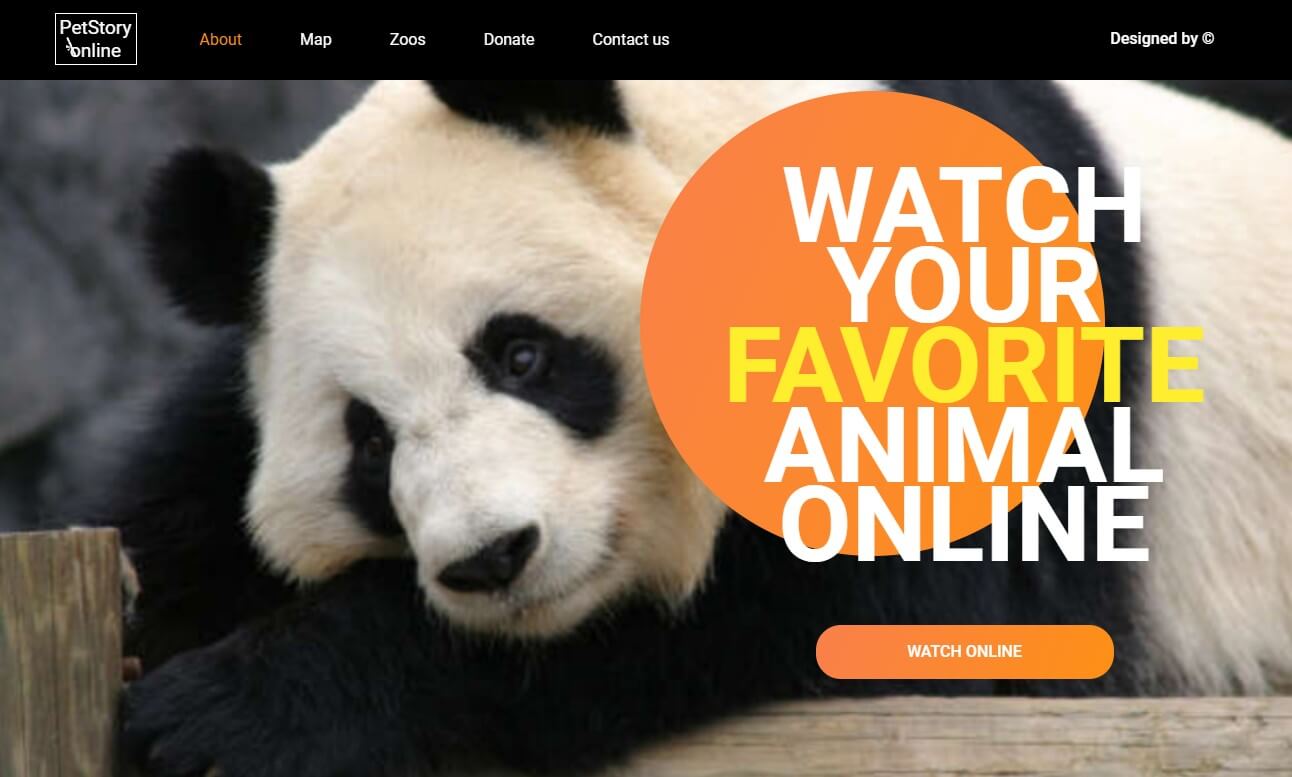 PetStory
online
About Map Zoos Donate Contact us Designed by ©
WATCH
YOUR
FAVORITE
ANIMAL
ONLINE
WATCH ONLINE